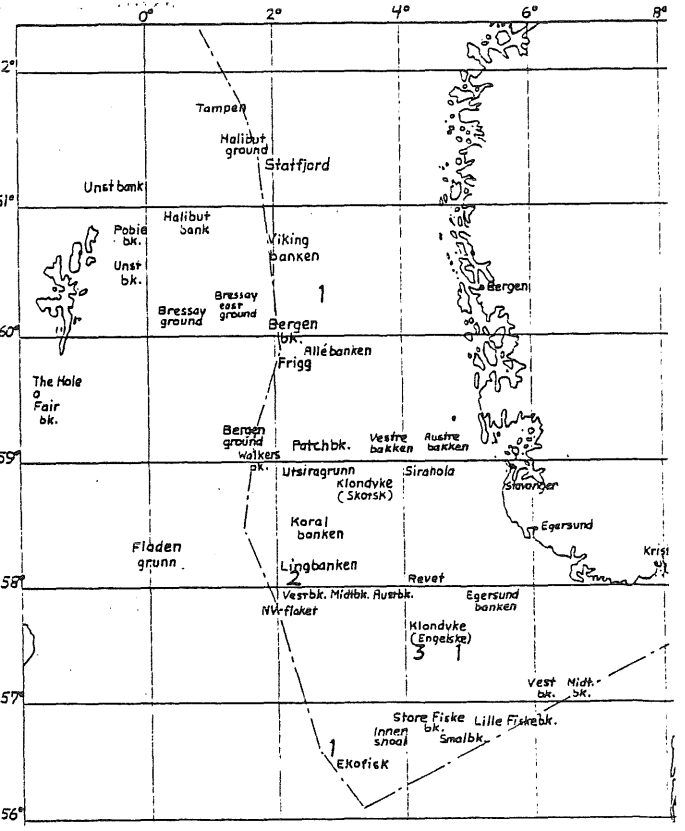 0° 2° 4° 6° 8°
2°
Tampen
Halibut
ground
Statfjord
Unst bank
61°
Pobie
bk.
Halibut
bank
Viking
banken
Unst
bk.
Bressay
east
ground
1
Bergen
Bressay
ground
Bergen
bk.
60°
Allébanken
Frigg
The Hole
Fair
bk.
Bergen
ground
Patchbk.
Vestre
bakken
Austre
bakken
Walkers
bk.
59°
Utsiragrunn
Sirahola
Klondyke
(Skotsk)
Stavanger
Koral
banken
Egersund
Fladen
grunn
Krist
Lingbanken
2
Revet
58°
Vestbk. Midtbk. Austbk.
Egersund
banken
NV-flaket
Klondyke
(Engelske)
3 1
Vest
bk.
Midt.
bk.
57°
Store Fiske
bk.
Lille Fiskebk.
Inner
shoal
Smalbk.
1
Ekofisk
56°